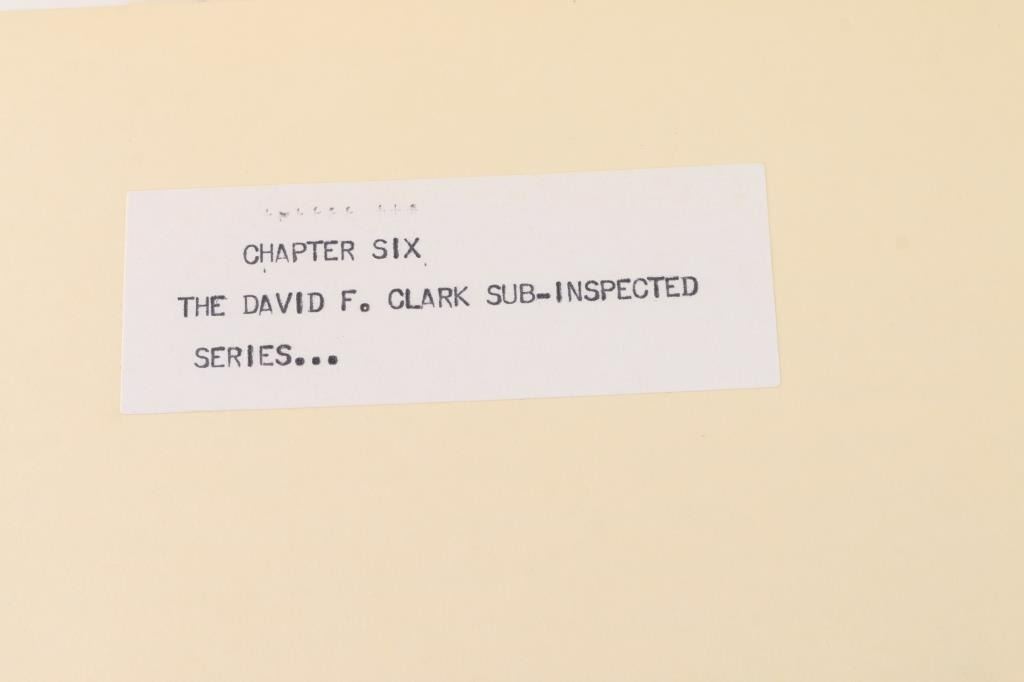 CHAPTER SIX
THE DAVID F. CLARK SUB-INSPECTED
SERIES...